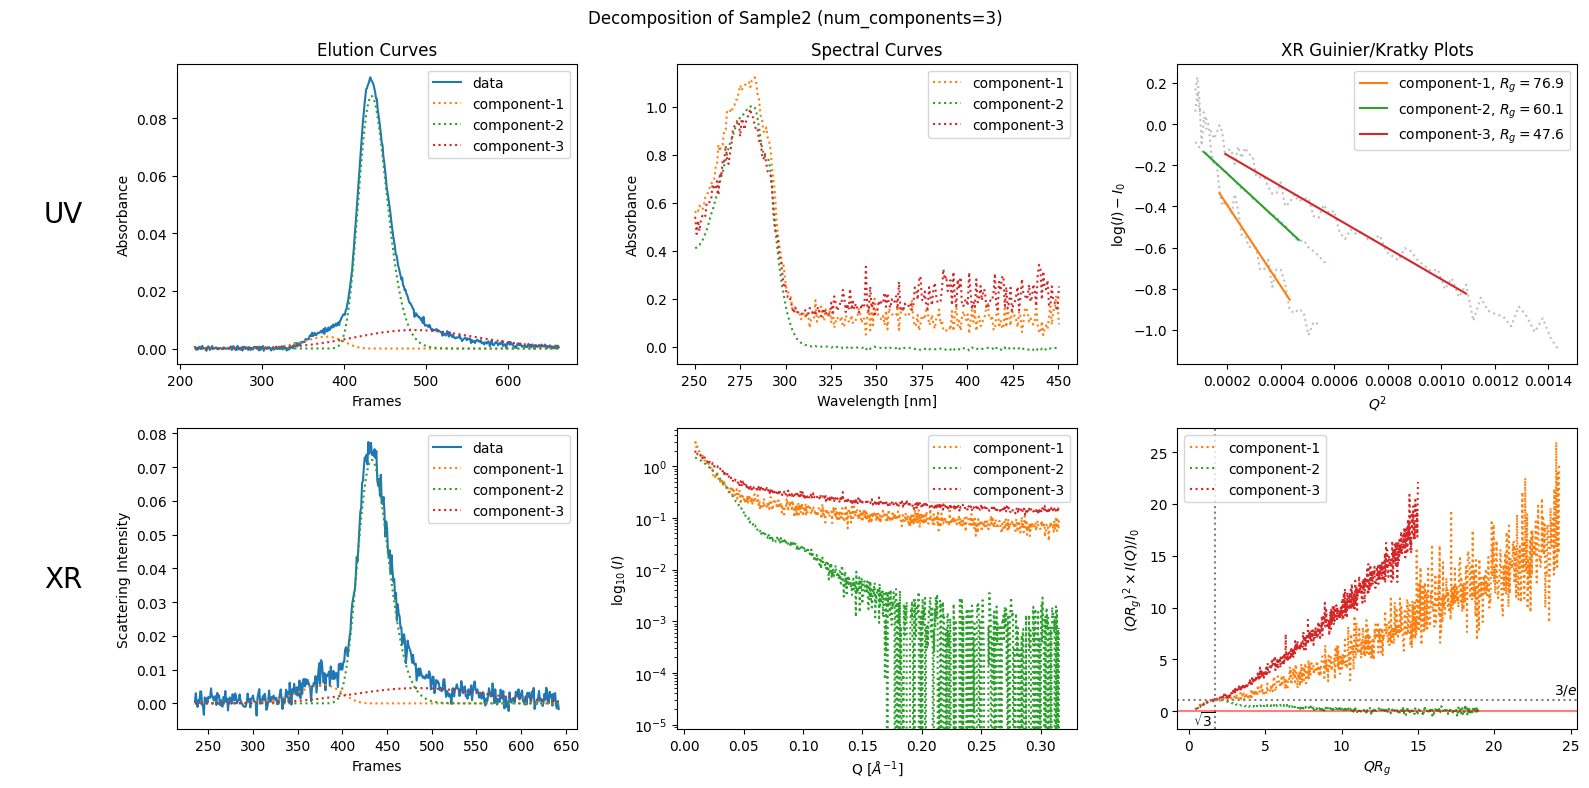 Decomposition of Sample2 (num_components=3)
Elution Curves
Spectral Curves
XR Guinier/Kratky Plots
UV
Absorbance
0.08
0.06
0.04
0.02
0.00
200 300 400 500 600
Frames
data
component-1
component-2
component-3
Absorbance
1.0
0.8
0.6
0.4
0.2
0.0
250 275 300 325 350 375 400 425 450
Wavelength [nm]
component-1
component-2
component-3
log(I) − I₀
0.2
0.0
−0.2
−0.4
−0.6
−0.8
−1.0
0.0002 0.0004 0.0006 0.0008 0.0010 0.0012 0.0014
Q²
component-1, R_g = 76.9
component-2, R_g = 60.1
component-3, R_g = 47.6
XR
Scattering Intensity
0.08
0.07
0.06
0.05
0.04
0.03
0.02
0.01
0.00
250 300 350 400 450 500 550 600 650
Frames
data
component-1
component-2
component-3
log₁₀(I)
10⁰
10⁻¹
10⁻²
10⁻³
10⁻⁴
10⁻⁵
0.00 0.05 0.10 0.15 0.20 0.25 0.30
Q [Å⁻¹]
component-1
component-2
component-3
(QR_g)² × I(Q)/I₀
25
20
15
10
5
0
0 5 10 15 20 25
QR_g
component-1
component-2
component-3
3/e
√3